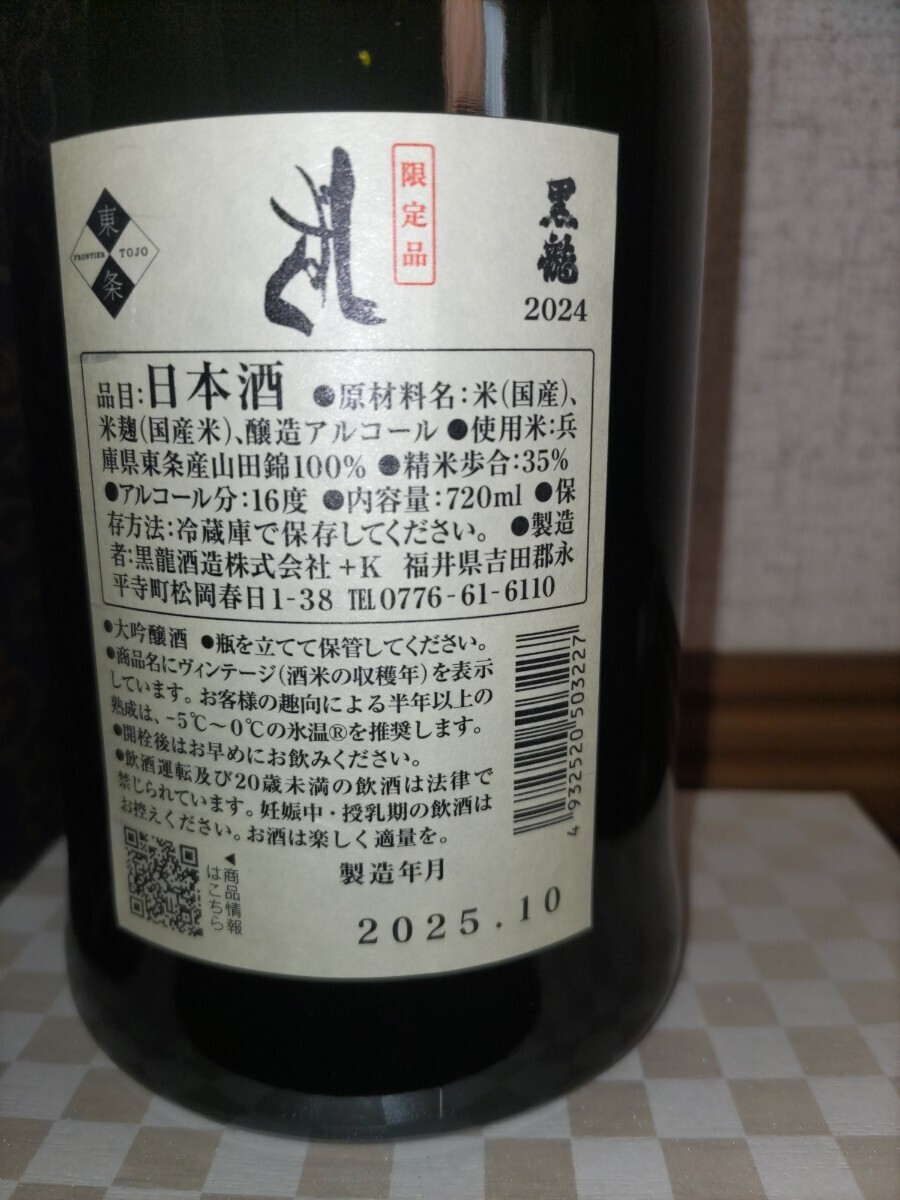 東条
FRONTIER TOJO
限定品
黒龍
2024
品目:日本酒 ●原材料名:米(国産)、
米麹(国産米)、醸造アルコール ●使用米:兵
庫県東条産山田錦100% ●精米歩合:35%
●アルコール分:16度 ●内容量:720ml ●保
存方法:冷蔵庫で保存してください。 ●製造
者:黒龍酒造株式会社+K 福井県吉田郡永
平寺町松岡春日1-38 TEL0776-61-6110
●大吟醸酒 ●瓶を立てて保管してください。
●商品名にヴィンテージ(酒米の収穫年)を表示
しています。お客様の趣向による半年以上の
熟成は、-5℃〜0℃の氷温®を推奨します。
●開栓後はお早めにお飲みください。
●飲酒運転及び20歳未満の飲酒は法律で
禁じられています。妊娠中・授乳期の飲酒は
お控えください。お酒は楽しく適量を。
4932520503227
◀商品情報
はこちら
製造年月
2025.10